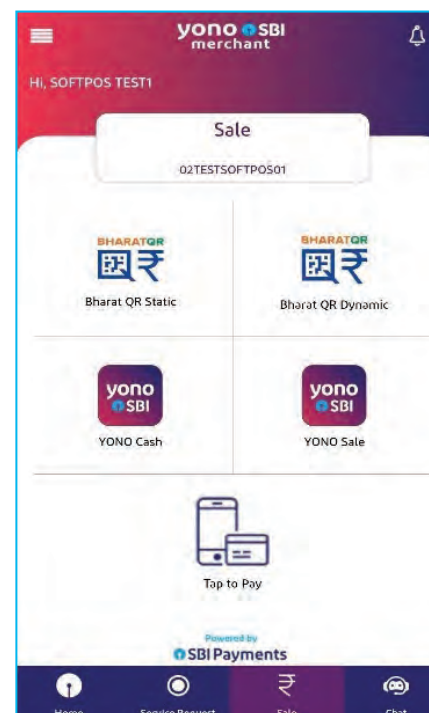 yono SBI
merchant
Hi, SOFTPOS TEST1
Sale
02TESTSOFTPOS01
BHARATQR
Bharat QR Static
BHARATQR
Bharat QR Dynamic
yono
SBI
YONO Cash
yono
SBI
YONO Sale
Tap to Pay
Powered by
SBI Payments
Home
Service Request
Sale
Chat